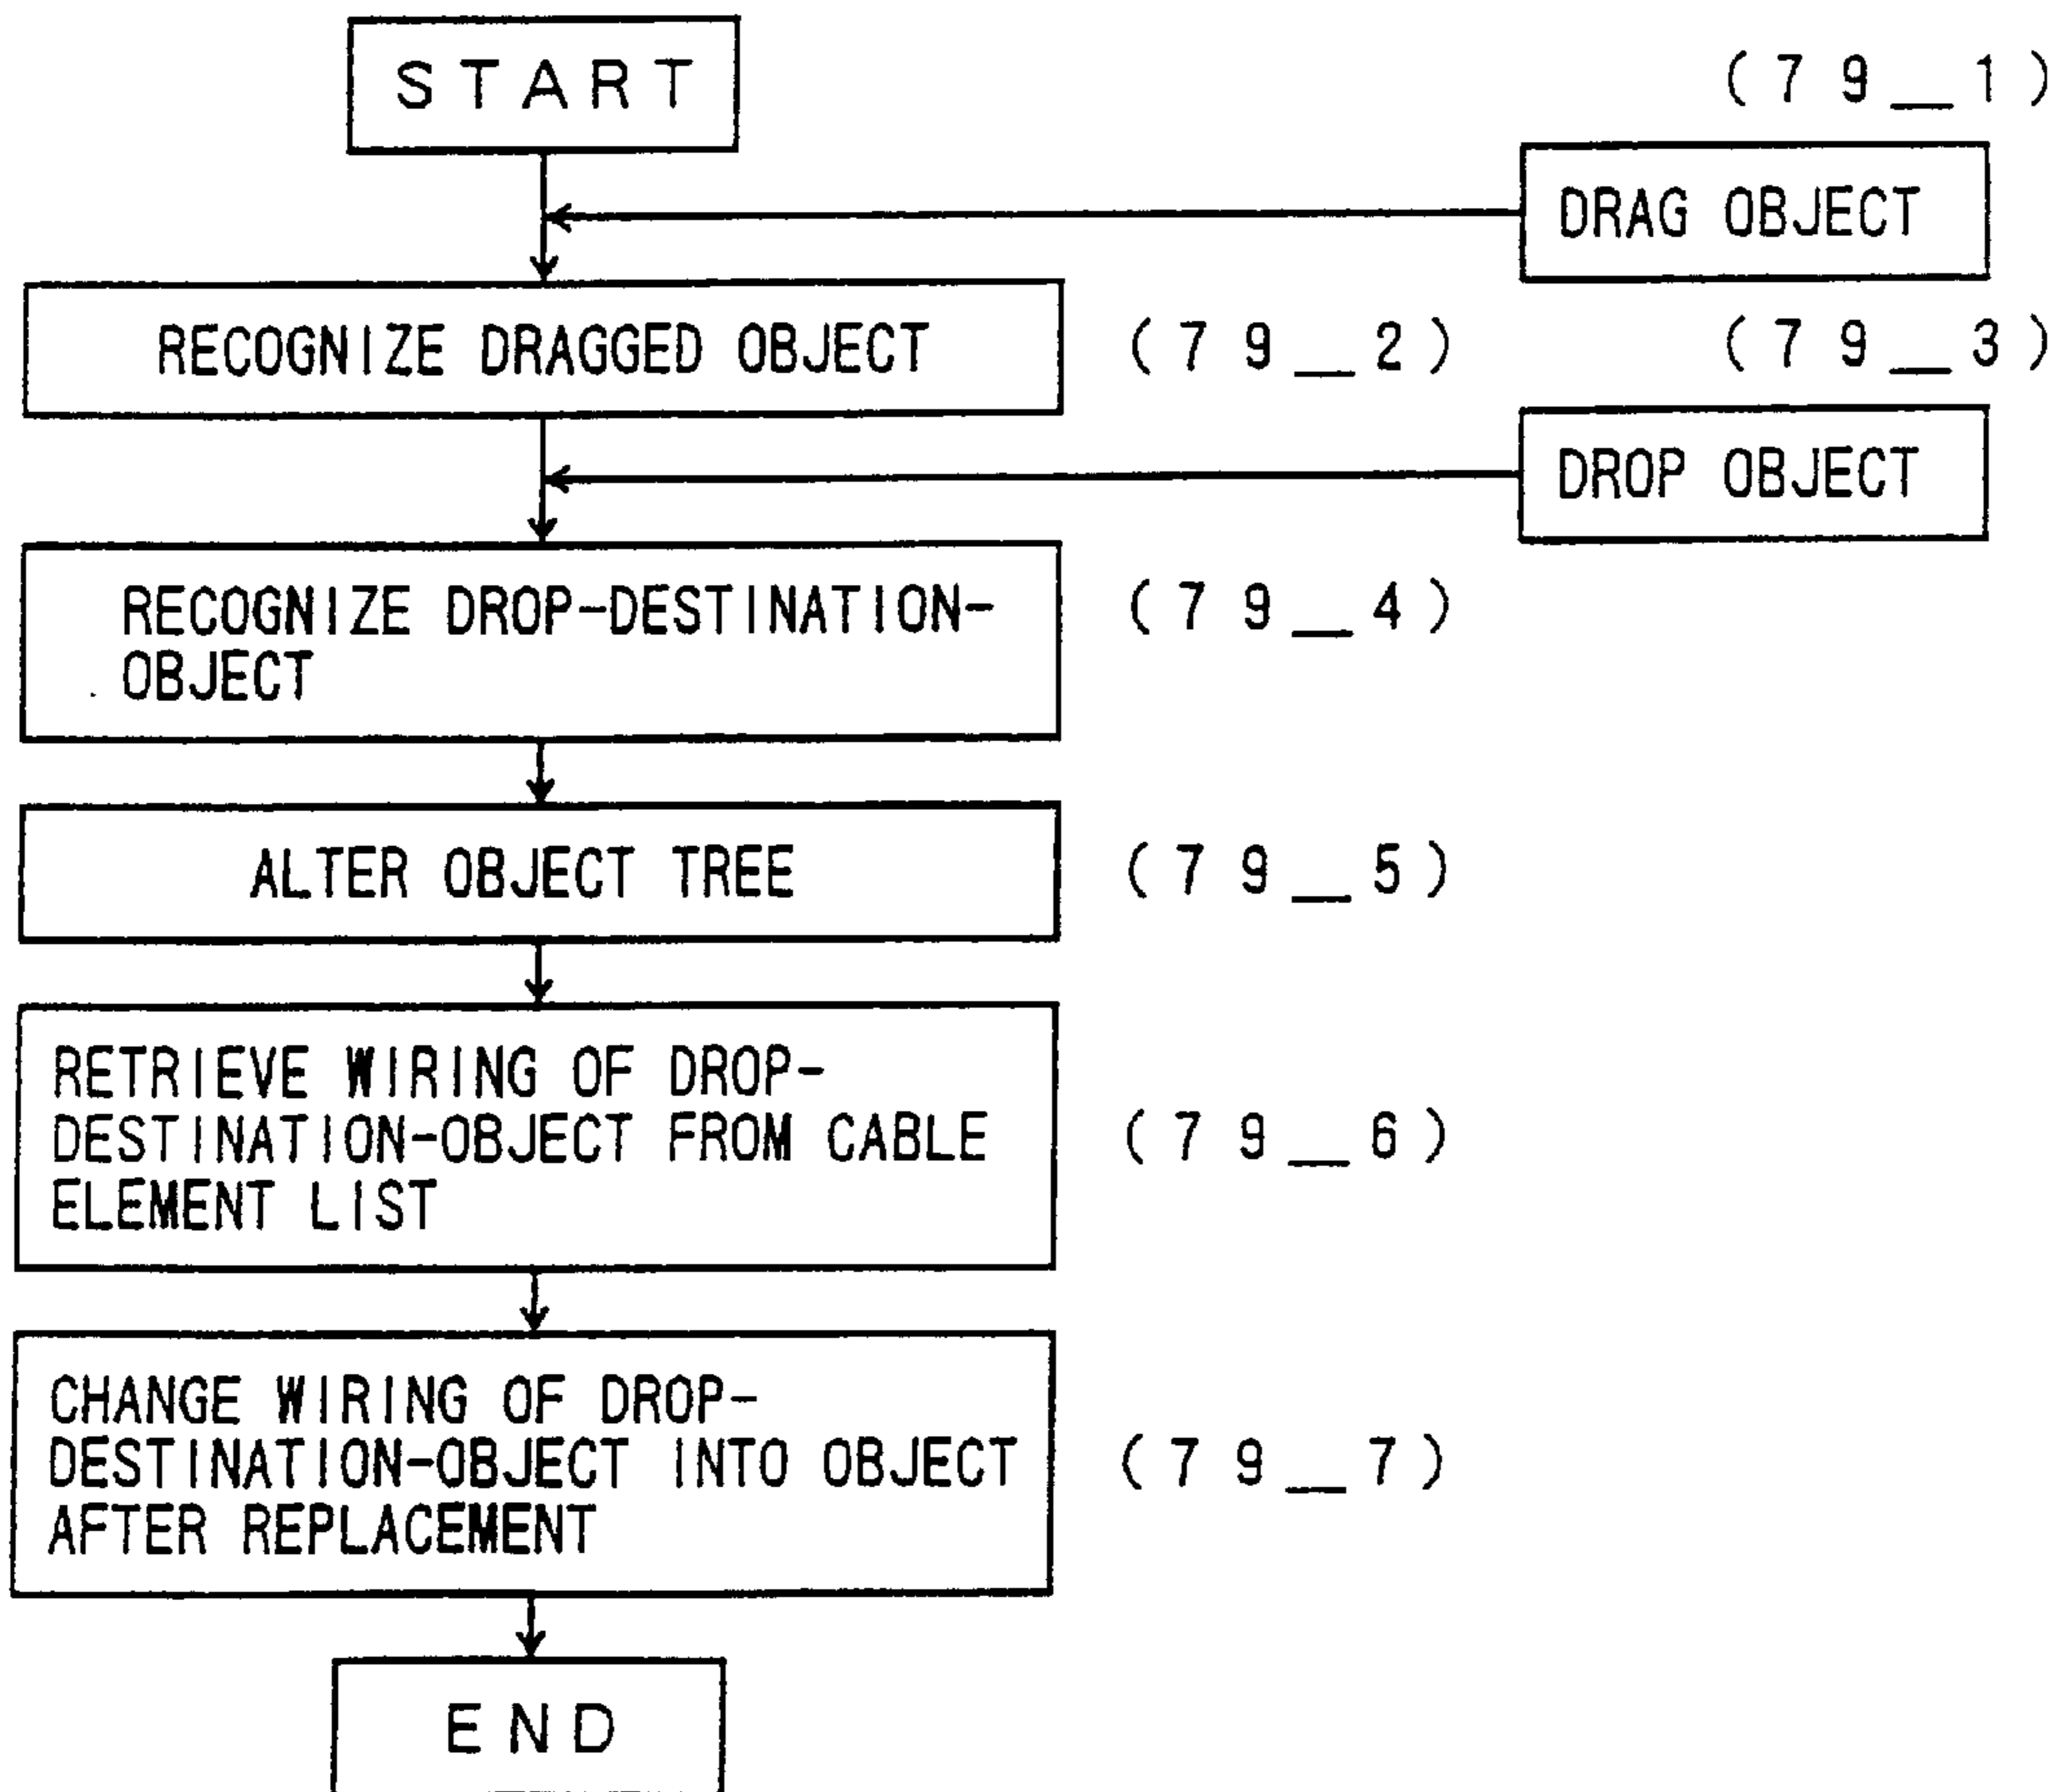 START
(79_1)
DRAG OBJECT
RECOGNIZE DRAGGED OBJECT
(79_2)
(79_3)
DROP OBJECT
RECOGNIZE DROP-DESTINATION-
OBJECT
(79_4)
ALTER OBJECT TREE
(79_5)
RETRIEVE WIRING OF DROP-
DESTINATION-OBJECT FROM CABLE
ELEMENT LIST
(79_6)
CHANGE WIRING OF DROP-
DESTINATION-OBJECT INTO OBJECT
AFTER REPLACEMENT
(79_7)
END